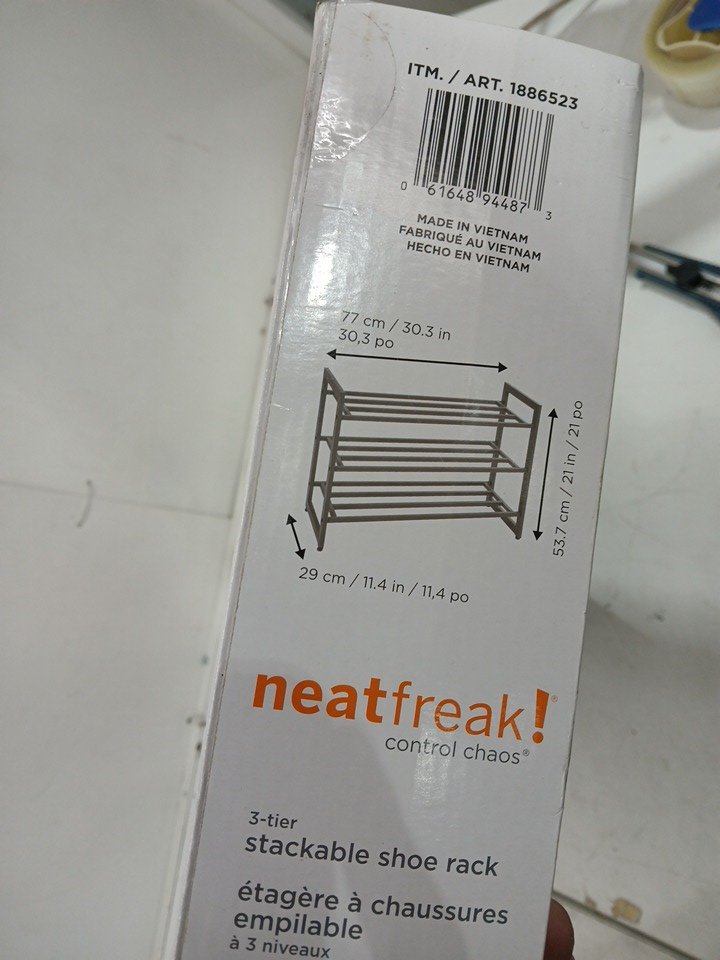 ITM. / ART. 1886523
0 61648 94487 3
MADE IN VIETNAM
FABRIQUÉ AU VIETNAM
HECHO EN VIETNAM
77 cm / 30.3 in
30,3 po
53.7 cm / 21 in / 21 po
29 cm / 11.4 in / 11,4 po
neatfreak!®
control chaos®
3-tier
stackable shoe rack
étagère à chaussures
empilable
à 3 niveaux